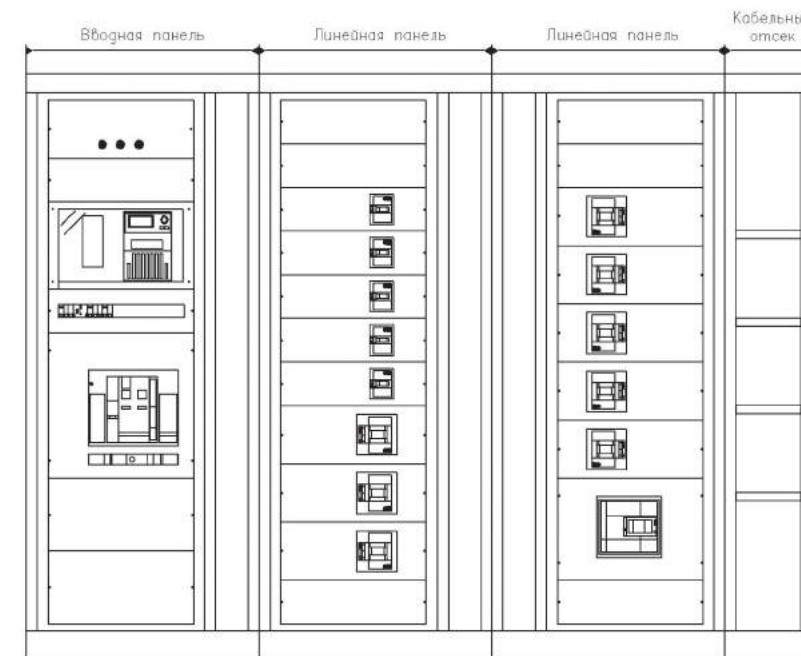 Вводная панель
Линейная панель
Линейная панель
Кабельны
отсек